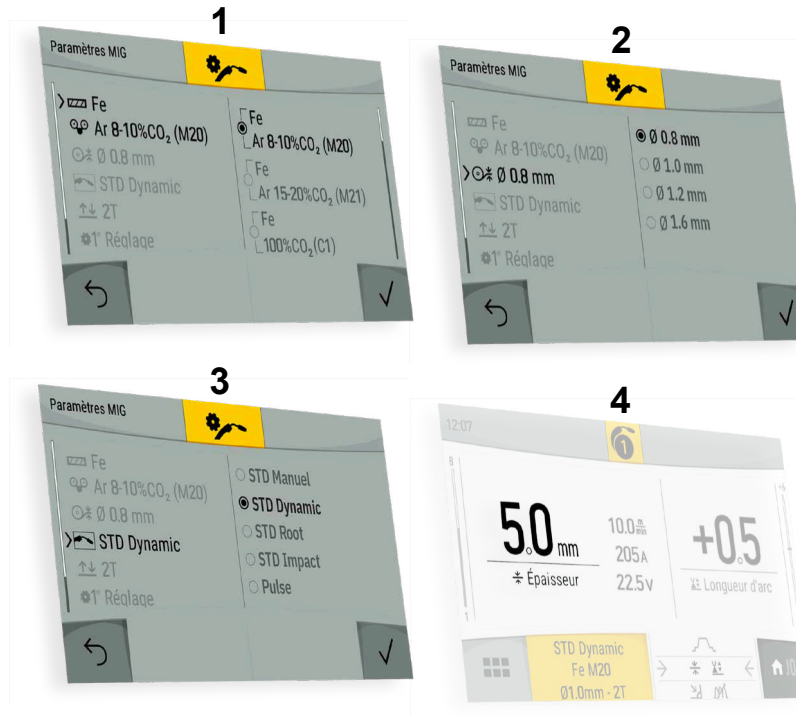 1
Paramètres MIG
Fe
Ar 8-10%CO₂ (M20)
Ø 0.8 mm
STD Dynamic
2T
1° Réglage
Fe
Ar 8-10%CO₂ (M20)
Fe
Ar 15-20%CO₂ (M21)
Fe
100%CO₂(C1)
2
Paramètres MIG
Fe
Ar 8-10%CO₂ (M20)
Ø 0.8 mm
STD Dynamic
2T
1° Réglage
Ø 0.8 mm
Ø 1.0 mm
Ø 1.2 mm
Ø 1.6 mm
3
Paramètres MIG
Fe
Ar 8-10%CO₂ (M20)
Ø 0.8 mm
STD Dynamic
2T
1° Réglage
STD Manuel
STD Dynamic
STD Root
STD Impact
Pulse
4
12:07
1
8
1
5.0 mm
Épaisseur
10.0 m/min
205 A
22.5 V
+0.5
Longueur d'arc
+6
STD Dynamic
Fe M20
Ø1.0mm - 2T